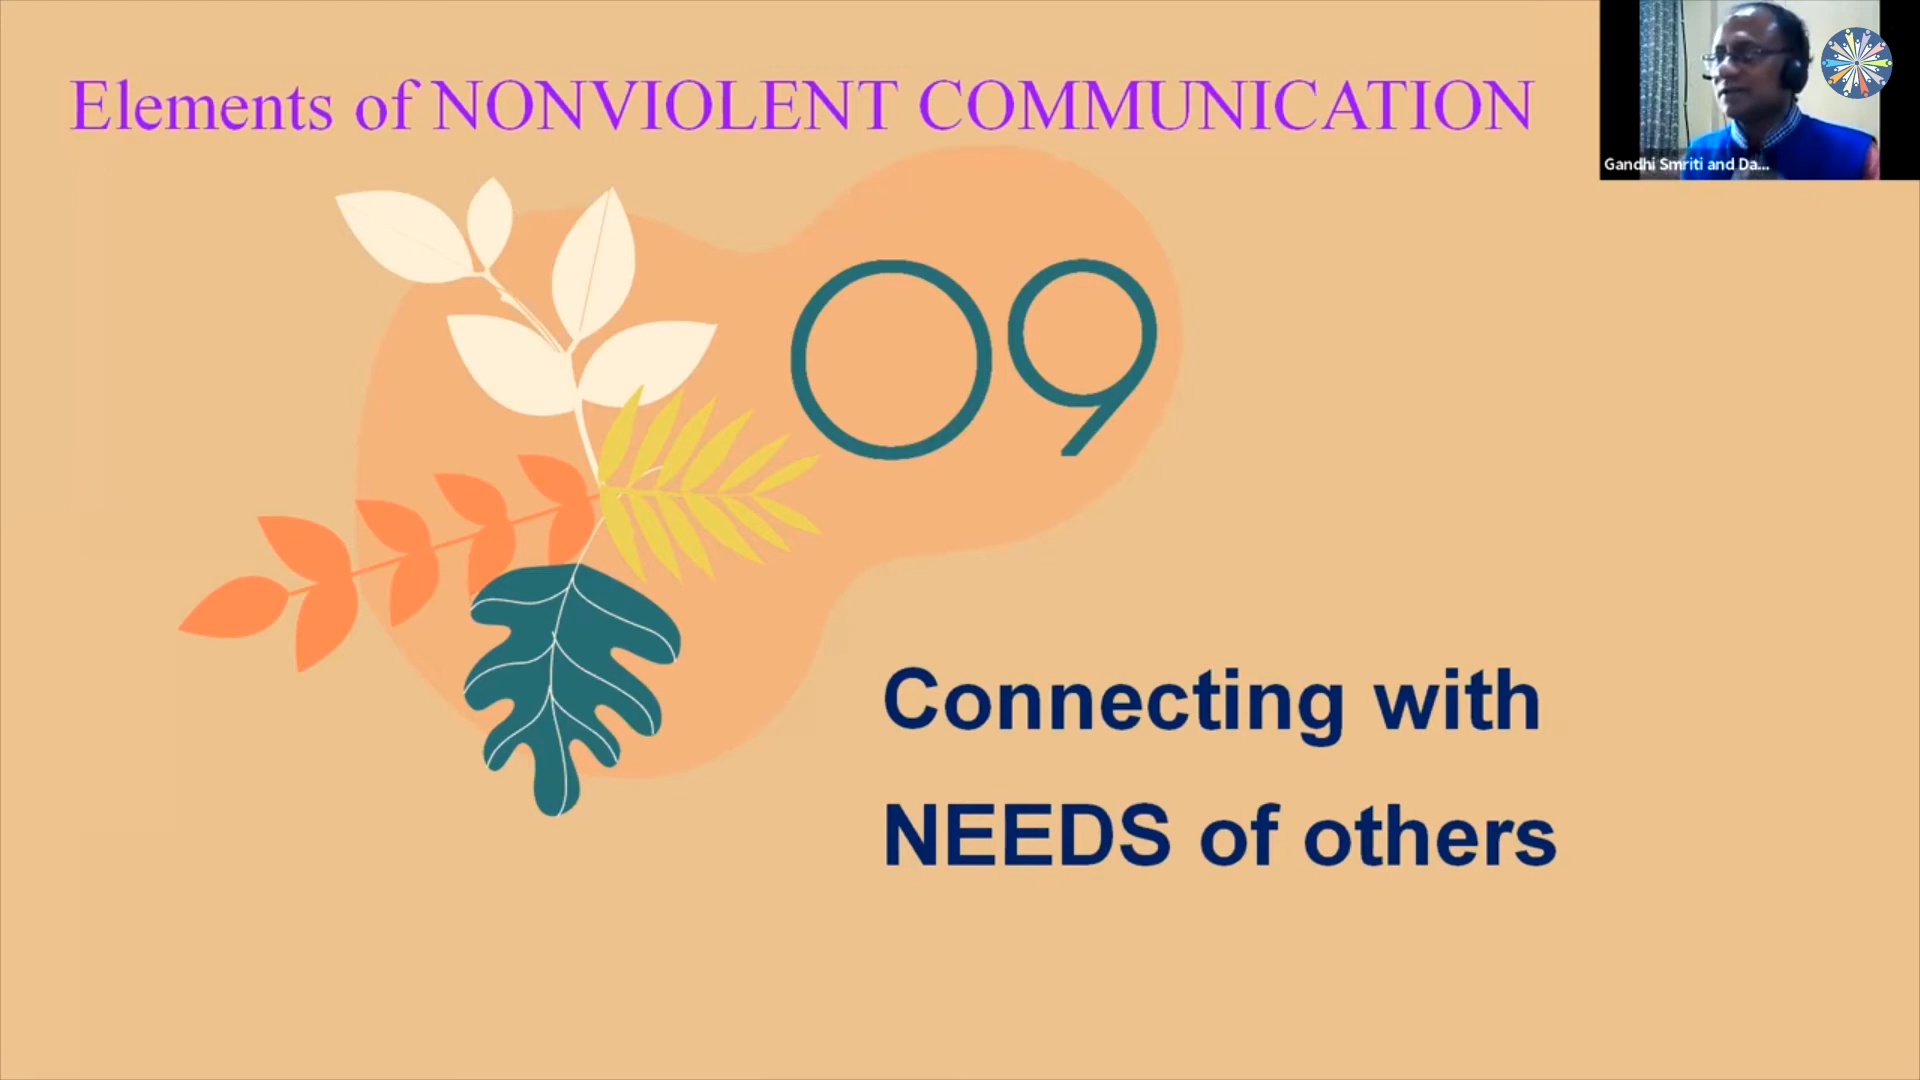 Elements of NONVIOLENT COMMUNICATION
Gandhi Smriti and Da...
09
Connecting with
NEEDS of others